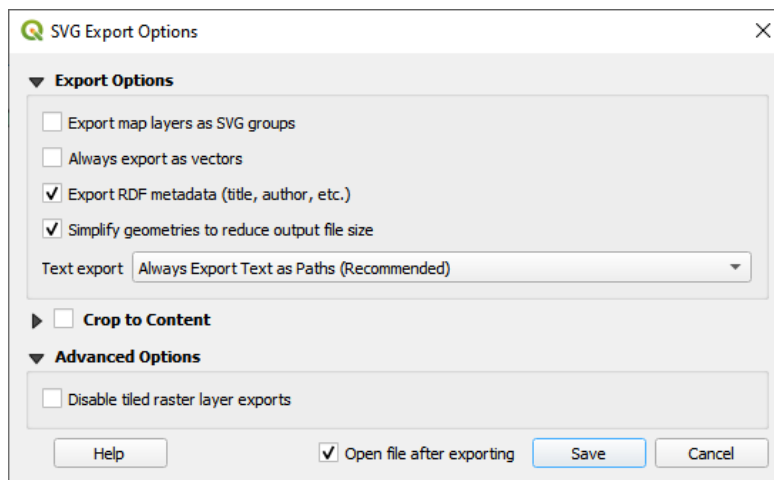 SVG Export Options
Export Options
Export map layers as SVG groups
Always export as vectors
Export RDF metadata (title, author, etc.)
Simplify geometries to reduce output file size
Text export Always Export Text as Paths (Recommended)
Crop to Content
Advanced Options
Disable tiled raster layer exports
Help Open file after exporting Save Cancel